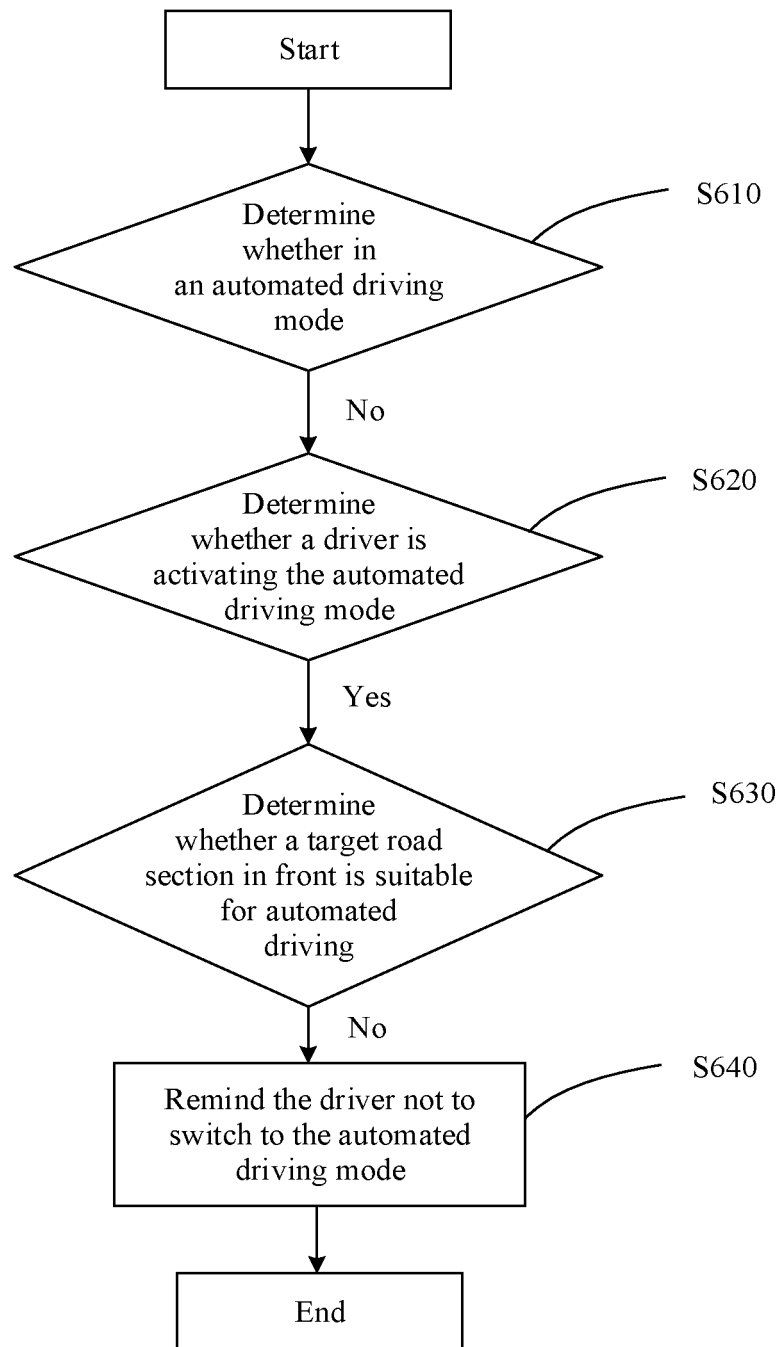 Start
Determine
whether in
an automated driving
mode
S610
No
Determine
whether a driver is
activating the automated
driving mode
S620
Yes
Determine
whether a target road
section in front is suitable
for automated
driving
S630
No
Remind the driver not to
switch to the automated
driving mode
S640
End